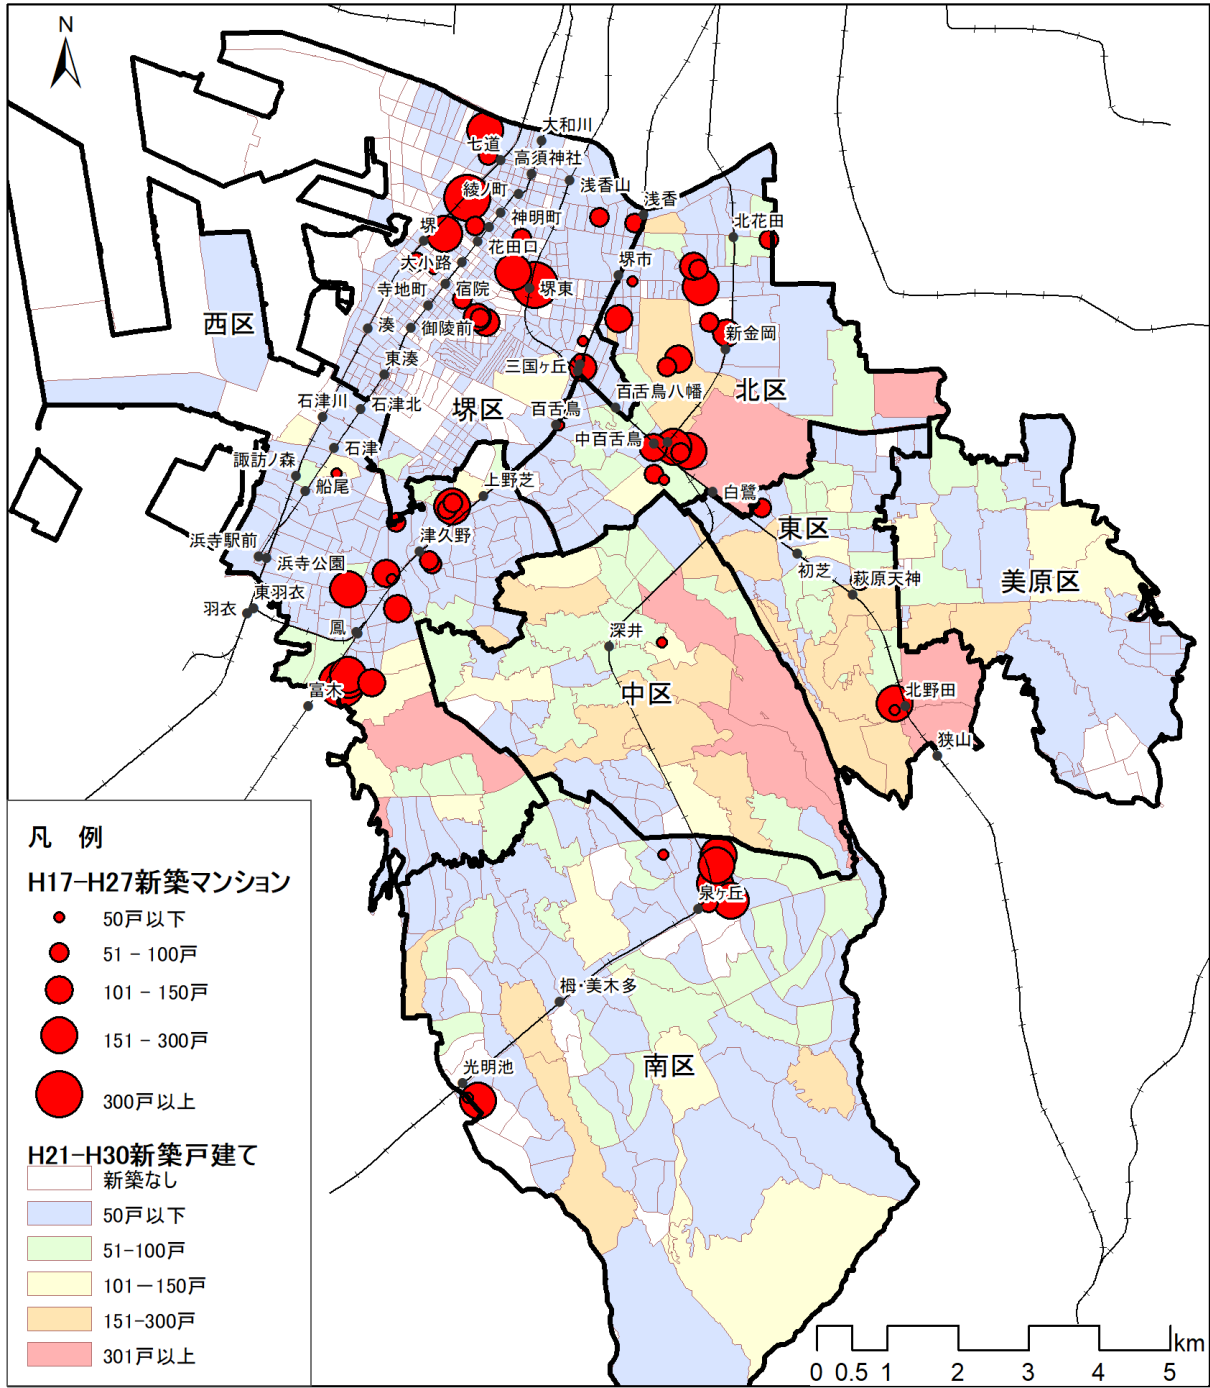 N
大和川
七道
高須神社
綾ノ町
浅香山
浅香
神明町
北花田
堺
花田口
大小路
堺市
寺地町
宿院
堺東
西区
湊
御陵前
新金岡
東湊
三国ヶ丘
北区
百舌鳥八幡
石津川
石津北
堺区
百舌鳥
中百舌鳥
石津
諏訪ノ森
船尾
上野芝
白鷺
東区
浜寺駅前
津久野
浜寺公園
初芝
美原区
東羽衣
羽衣
萩原天神
鳳
深井
中区
富木
北野田
狭山
泉ヶ丘
栂・美木多
光明池
南区
凡　例
H17-H27新築マンション
50戸以下
51 - 100戸
101 - 150戸
151 - 300戸
300戸以上
H21-H30新築戸建て
新築なし
50戸以下
51-100戸
101－150戸
151-300戸
301戸以上
km
0 0.5 1 2 3 4 5